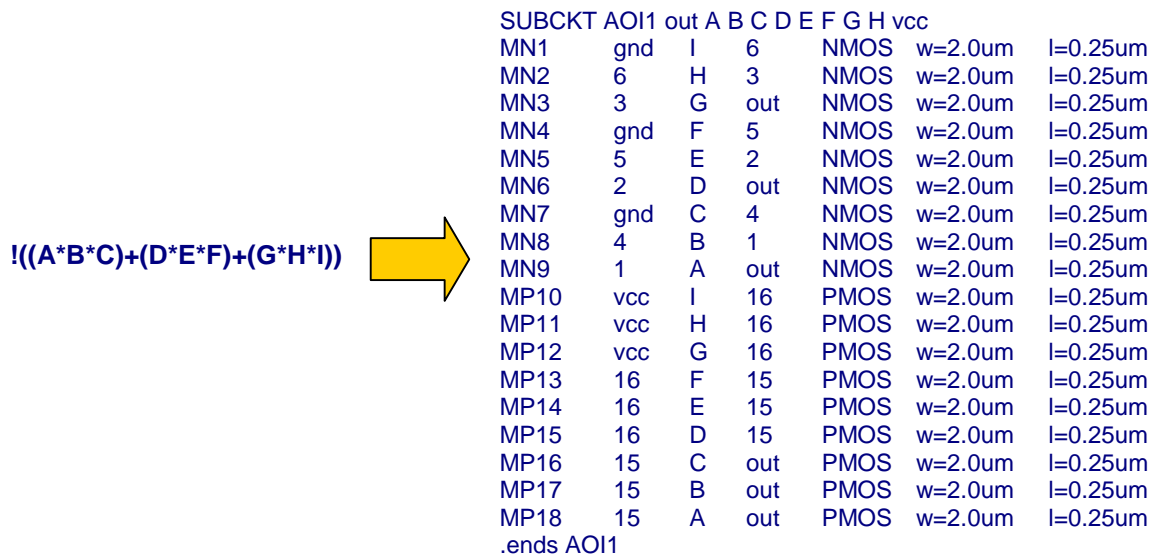 !((A*B*C)+(D*E*F)+(G*H*I))
SUBCKT AOI1 out A B C D E F G H vcc
MN1 gnd I 6 NMOS w=2.0um l=0.25um
MN2 6 H 3 NMOS w=2.0um l=0.25um
MN3 3 G out NMOS w=2.0um l=0.25um
MN4 gnd F 5 NMOS w=2.0um l=0.25um
MN5 5 E 2 NMOS w=2.0um l=0.25um
MN6 2 D out NMOS w=2.0um l=0.25um
MN7 gnd C 4 NMOS w=2.0um l=0.25um
MN8 4 B 1 NMOS w=2.0um l=0.25um
MN9 1 A out NMOS w=2.0um l=0.25um
MP10 vcc I 16 PMOS w=2.0um l=0.25um
MP11 vcc H 16 PMOS w=2.0um l=0.25um
MP12 vcc G 16 PMOS w=2.0um l=0.25um
MP13 16 F 15 PMOS w=2.0um l=0.25um
MP14 16 E 15 PMOS w=2.0um l=0.25um
MP15 16 D 15 PMOS w=2.0um l=0.25um
MP16 15 C out PMOS w=2.0um l=0.25um
MP17 15 B out PMOS w=2.0um l=0.25um
MP18 15 A out PMOS w=2.0um l=0.25um
.ends AOI1